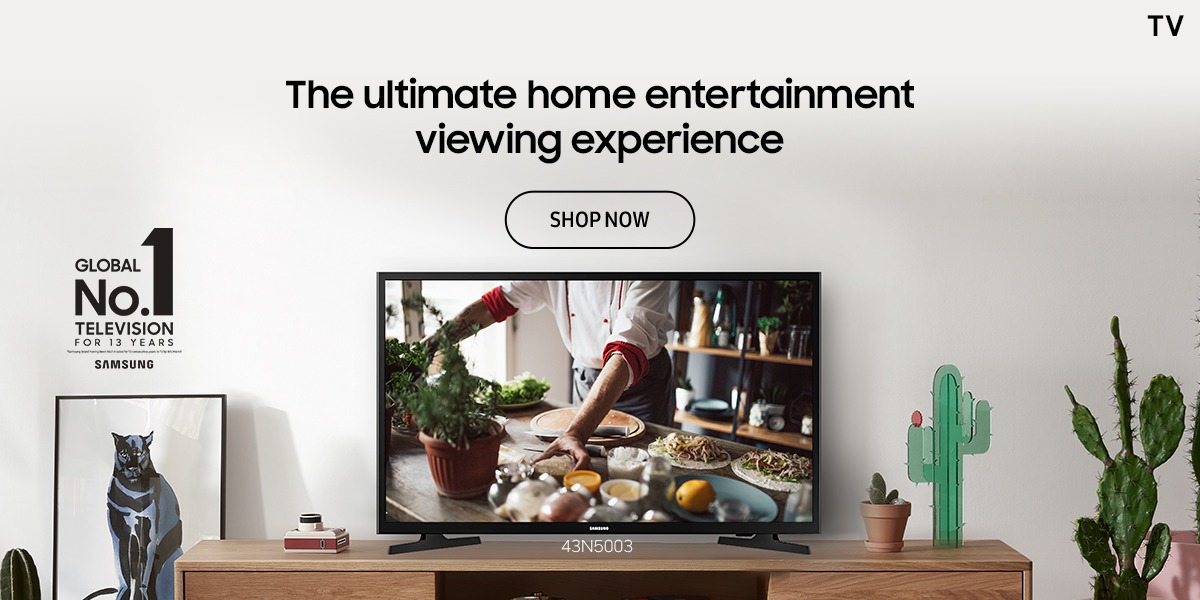 TV
The ultimate home entertainment
viewing experience
SHOP NOW
GLOBAL
No.1
TELEVISION
FOR 13 YEARS
SAMSUNG
SAMSUNG
43N5003